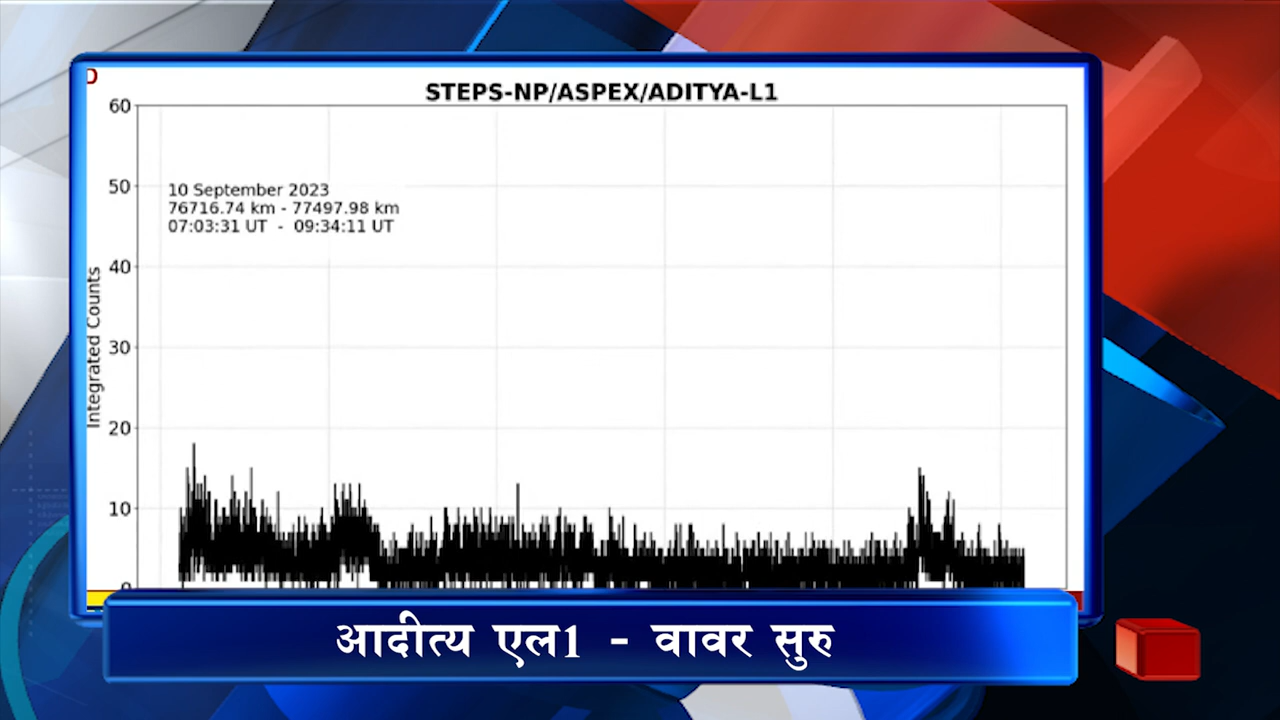 STEPS-NP/ASPEX/ADITYA-L1
60
50
40
30
20
10
0
Integrated Counts
10 September 2023
76716.74 km - 77497.98 km
07:03:31 UT - 09:34:11 UT
आदीत्य एल1 - वावर सुरु